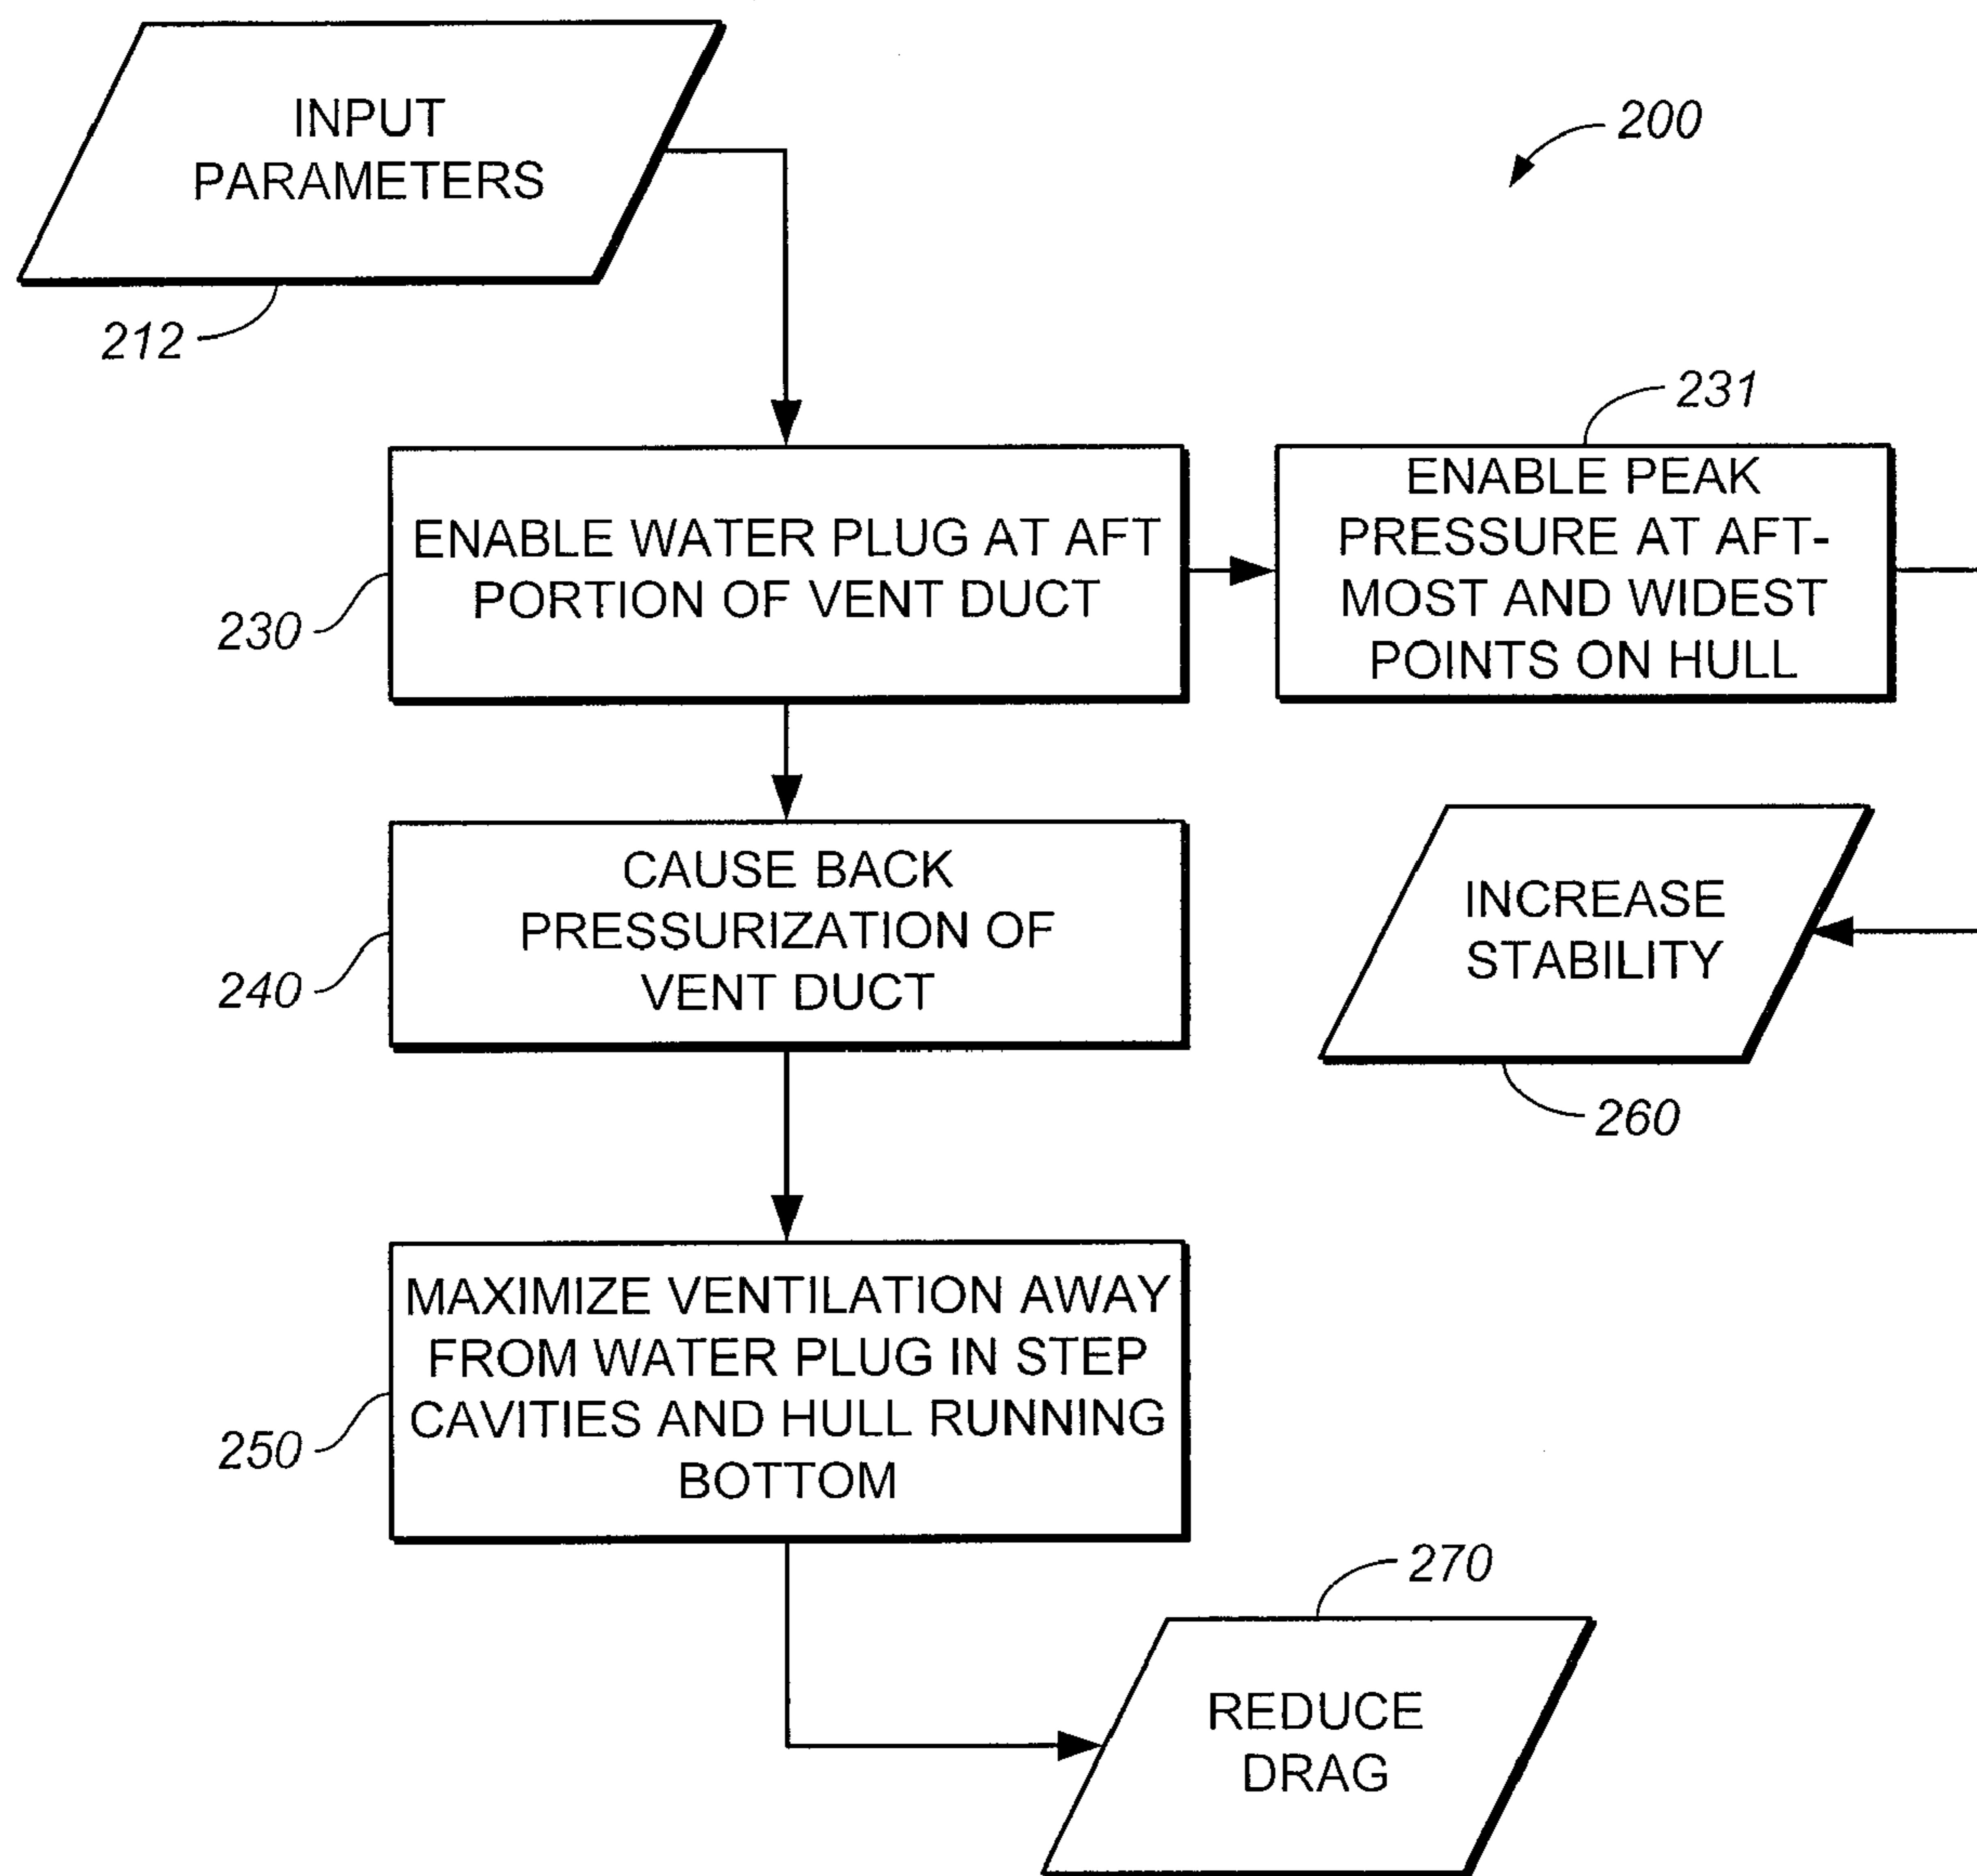 INPUT
PARAMETERS
200
212
231
ENABLE WATER PLUG AT AFT
PORTION OF VENT DUCT
230
ENABLE PEAK
PRESSURE AT AFT-
MOST AND WIDEST
POINTS ON HULL
CAUSE BACK
PRESSURIZATION OF
VENT DUCT
240
INCREASE
STABILITY
260
MAXIMIZE VENTILATION AWAY
FROM WATER PLUG IN STEP
CAVITIES AND HULL RUNNING
BOTTOM
250
270
REDUCE
DRAG